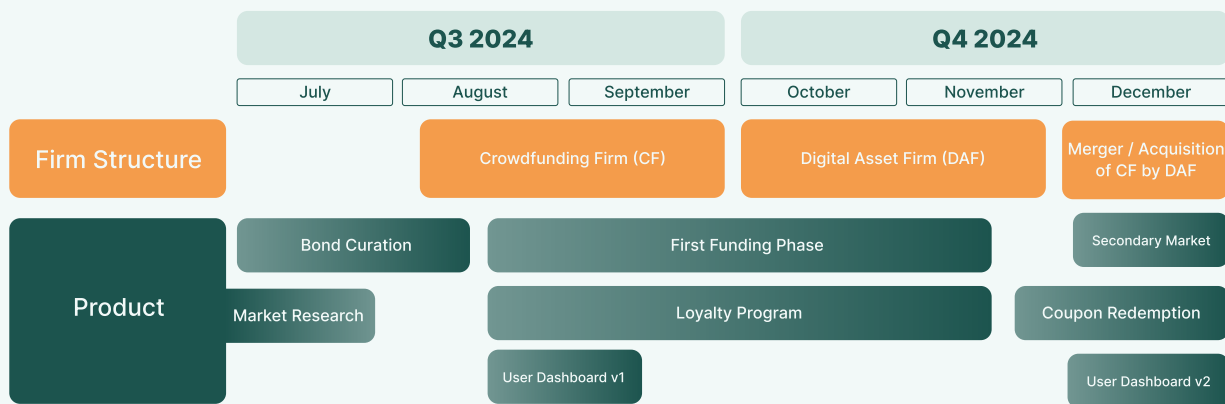 Q3 2024
Q4 2024
July
August
September
October
November
December
Firm Structure
Crowdfunding Firm (CF)
Digital Asset Firm (DAF)
Merger / Acquisition
of CF by DAF
Product
Bond Curation
First Funding Phase
Secondary Market
Market Research
Loyalty Program
Coupon Redemption
User Dashboard v1
User Dashboard v2